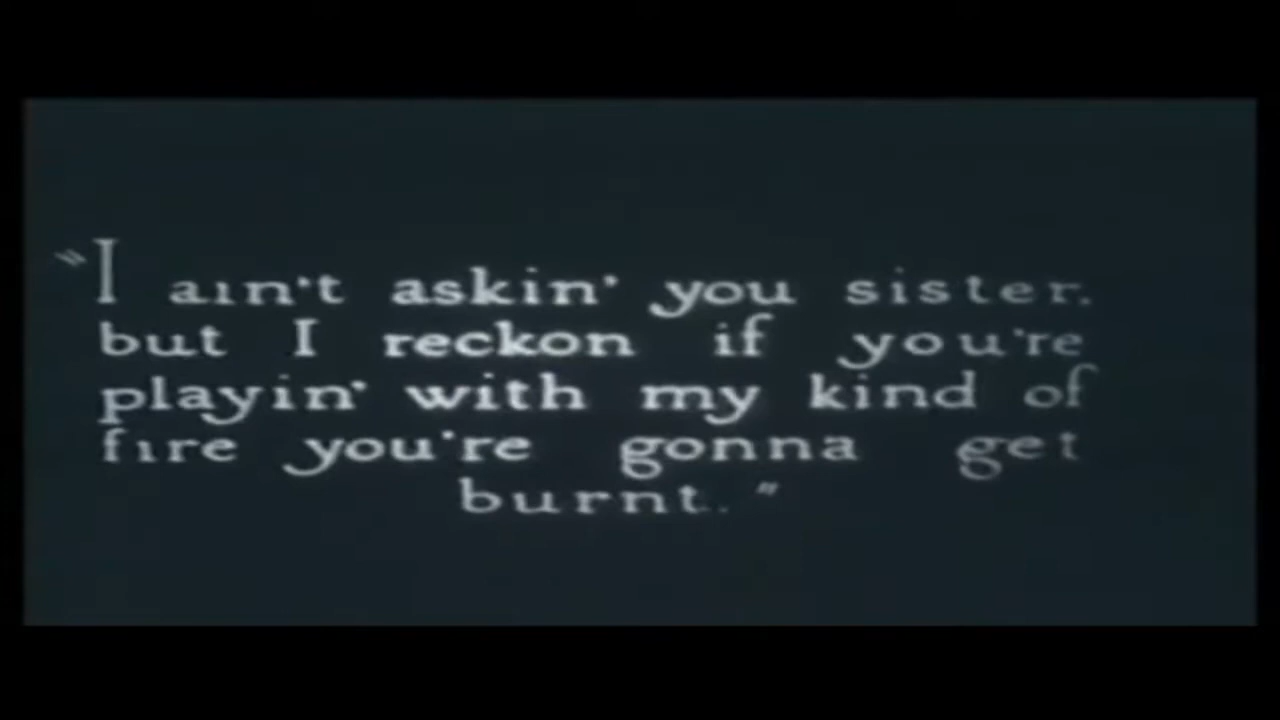 "I ain't askin' you sister.
but I reckon if you're
playin' with my kind of
fire you're gonna get
burnt."